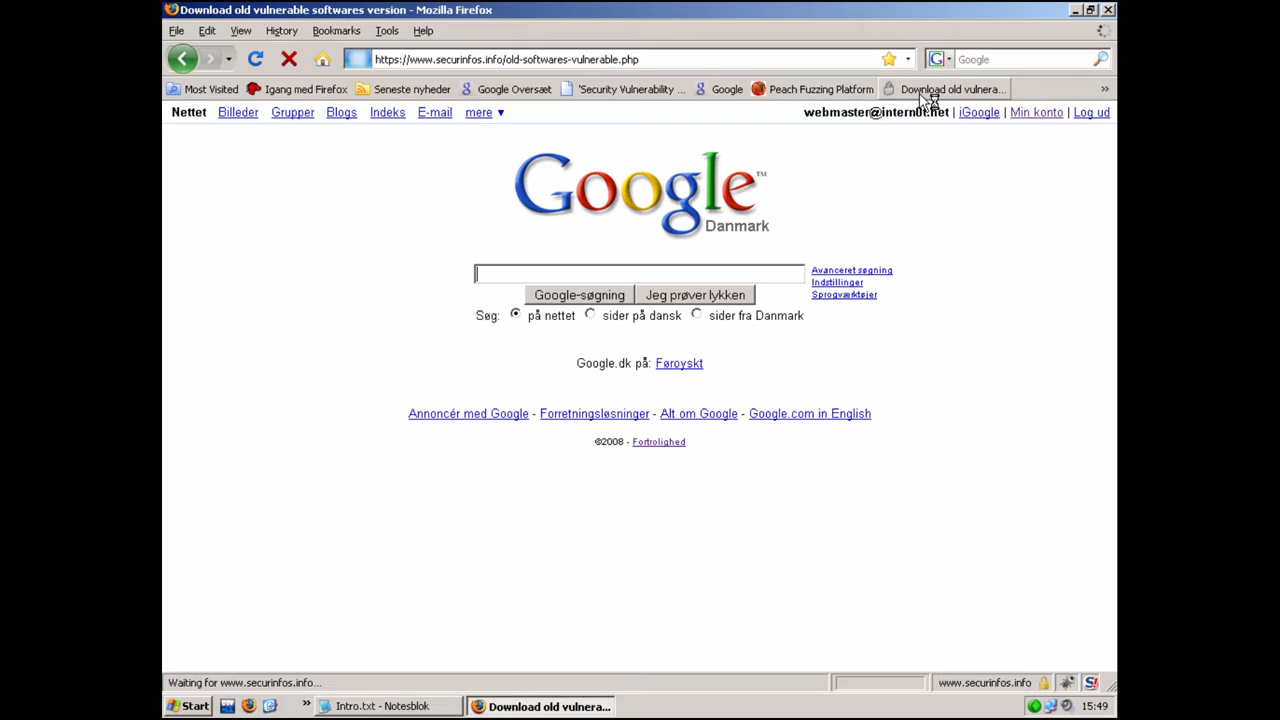 Download old vulnerable softwares version - Mozilla Firefox
File Edit View History Bookmarks Tools Help
https://www.securinfos.info/old-softwares-vulnerable.php
G Google
Most Visited Igang med Firefox Seneste nyheder Google Oversæt 'Security Vulnerability ... Google Peach Fuzzing Platform Download old vulnera... »
Nettet Billeder Grupper Blogs Indeks E-mail mere ▼ webmaster@intern0t.net | iGoogle | Min konto | Log ud
Google™
Danmark
Avanceret søgning
Indstillinger
Sprogværktøjer
Google-søgning Jeg prøver lykken
Søg: på nettet sider på dansk sider fra Danmark
Google.dk på: Føroyskt
Annoncér med Google - Forretningsløsninger - Alt om Google - Google.com in English
©2008 - Fortrolighed
Waiting for www.securinfos.info... www.securinfos.info
Start » Intro.txt - Notesblok Download old vulnera... 15:49